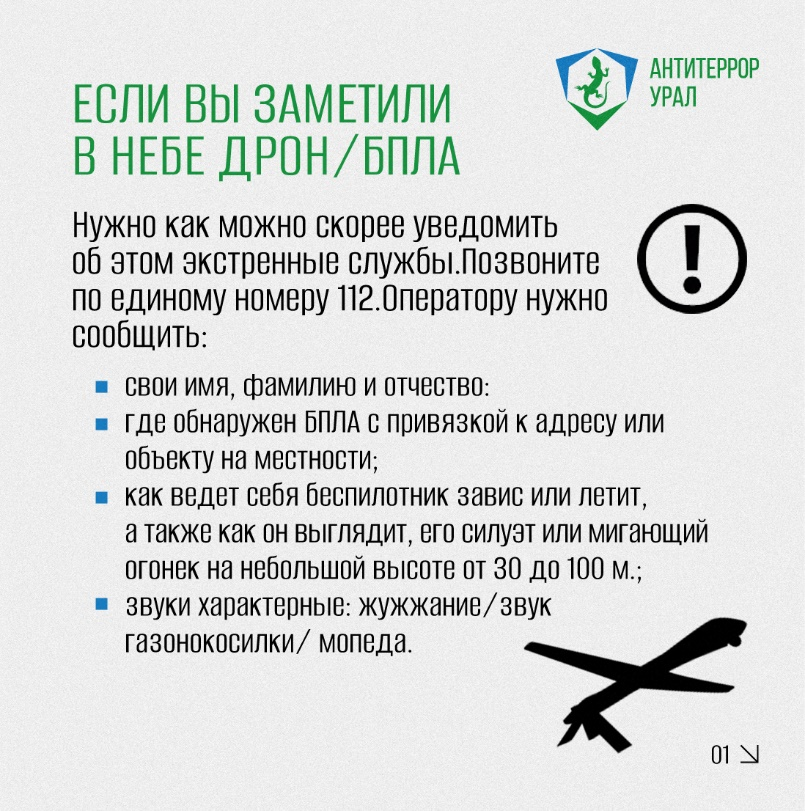 АНТИТЕРРОР
УРАЛ
ЕСЛИ ВЫ ЗАМЕТИЛИ
В НЕБЕ ДРОН/БПЛА
Нужно как можно скорее уведомить
об этом экстренные службы.Позвоните
по единому номеру 112.Оператору нужно
сообщить:
свои имя, фамилию и отчество:
где обнаружен БПЛА с привязкой к адресу или
объекту на местности;
как ведет себя беспилотник завис или летит,
а также как он выглядит, его силуэт или мигающий
огонек на небольшой высоте от 30 до 100 м.;
звуки характерные: жужжание/звук
газонокосилки/ мопеда.
01